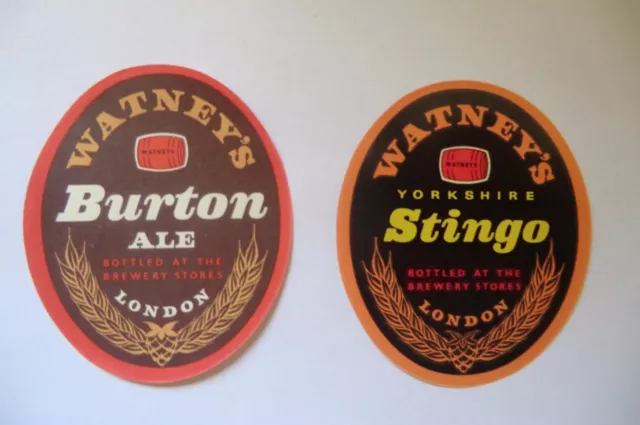 WATNEY'S
WATNEYS
Burton
ALE
BOTTLED AT THE
BREWERY STORES
LONDON
WATNEY'S
WATNEYS
YORKSHIRE
Stingo
BOTTLED AT THE
BREWERY STORES
LONDON